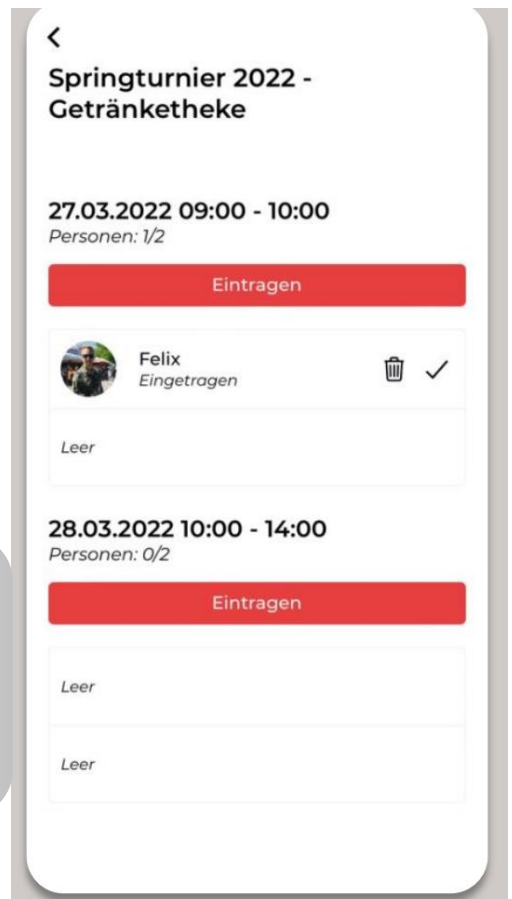 Springturnier 2022 -
Getränketheke
27.03.2022 09:00 - 10:00
Personen: 1/2
Eintragen
Felix
Eingetragen
Leer
28.03.2022 10:00 - 14:00
Personen: 0/2
Eintragen
Leer
Leer